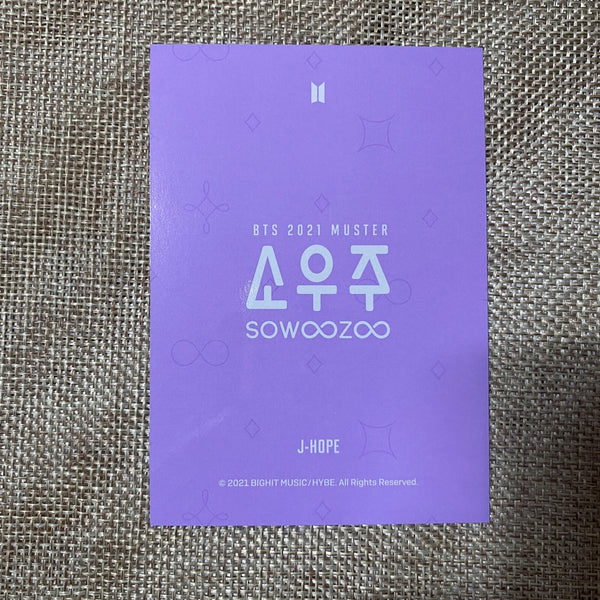 BTS 2021 MUSTER
소우주
SOWOOZOO
J-HOPE
© 2021 BIGHIT MUSIC/HYBE. All Rights Reserved.